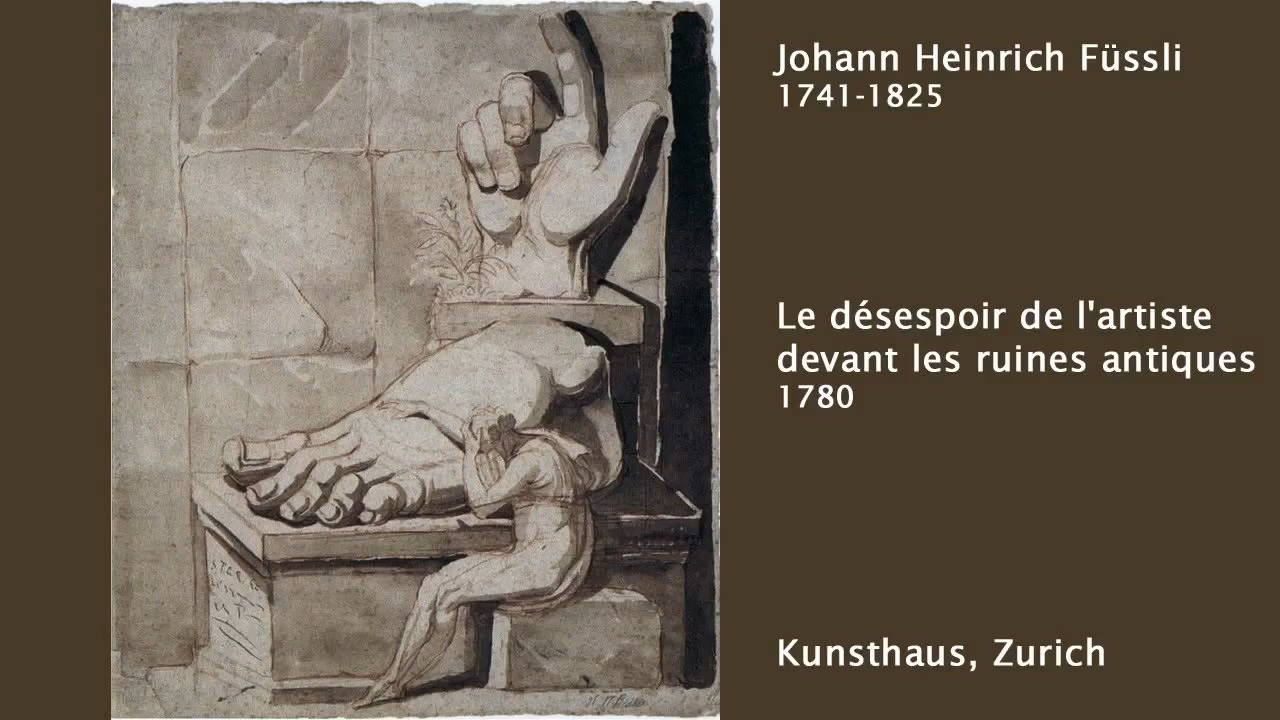 Johann Heinrich Füssli
1741-1825
Le désespoir de l'artiste
devant les ruines antiques
1780
Kunsthaus, Zurich